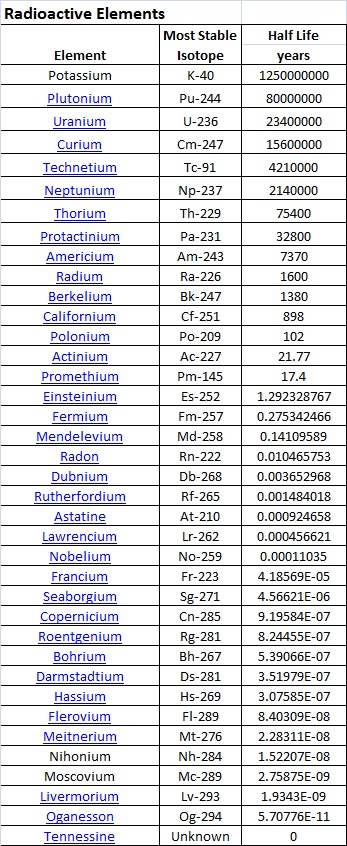 Radioactive Elements
Most Stable Half Life
Element Isotope years
Potassium K-40 1250000000
Plutonium Pu-244 80000000
Uranium U-236 23400000
Curium Cm-247 15600000
Technetium Tc-91 4210000
Neptunium Np-237 2140000
Thorium Th-229 75400
Protactinium Pa-231 32800
Americium Am-243 7370
Radium Ra-226 1600
Berkelium Bk-247 1380
Californium Cf-251 898
Polonium Po-209 102
Actinium Ac-227 21.77
Promethium Pm-145 17.4
Einsteinium Es-252 1.292328767
Fermium Fm-257 0.275342466
Mendelevium Md-258 0.14109589
Radon Rn-222 0.010465753
Dubnium Db-268 0.003652968
Rutherfordium Rf-265 0.001484018
Astatine At-210 0.000924658
Lawrencium Lr-262 0.000456621
Nobelium No-259 0.00011035
Francium Fr-223 4.18569E-05
Seaborgium Sg-271 4.56621E-06
Copernicium Cn-285 9.19584E-07
Roentgenium Rg-281 8.24455E-07
Bohrium Bh-267 5.39066E-07
Darmstadtium Ds-281 3.51979E-07
Hassium Hs-269 3.07585E-07
Flerovium Fl-289 8.40309E-08
Meitnerium Mt-276 2.28311E-08
Nihonium Nh-284 1.52207E-08
Moscovium Mc-289 2.75875E-09
Livermorium Lv-293 1.9343E-09
Oganesson Og-294 5.70776E-11
Tennessine Unknown 0